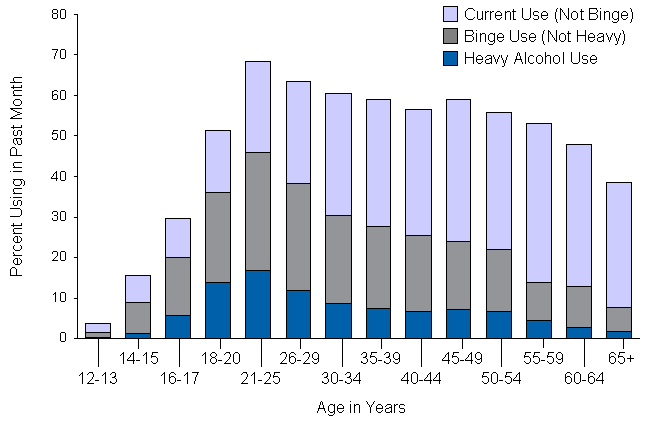 Current Use (Not Binge)
Binge Use (Not Heavy)
Heavy Alcohol Use
Percent Using in Past Month
80
70
60
50
40
30
20
10
0
14-15 18-20 26-29 35-39 45-49 55-59 65+
12-13 16-17 21-25 30-34 40-44 50-54 60-64
Age in Years